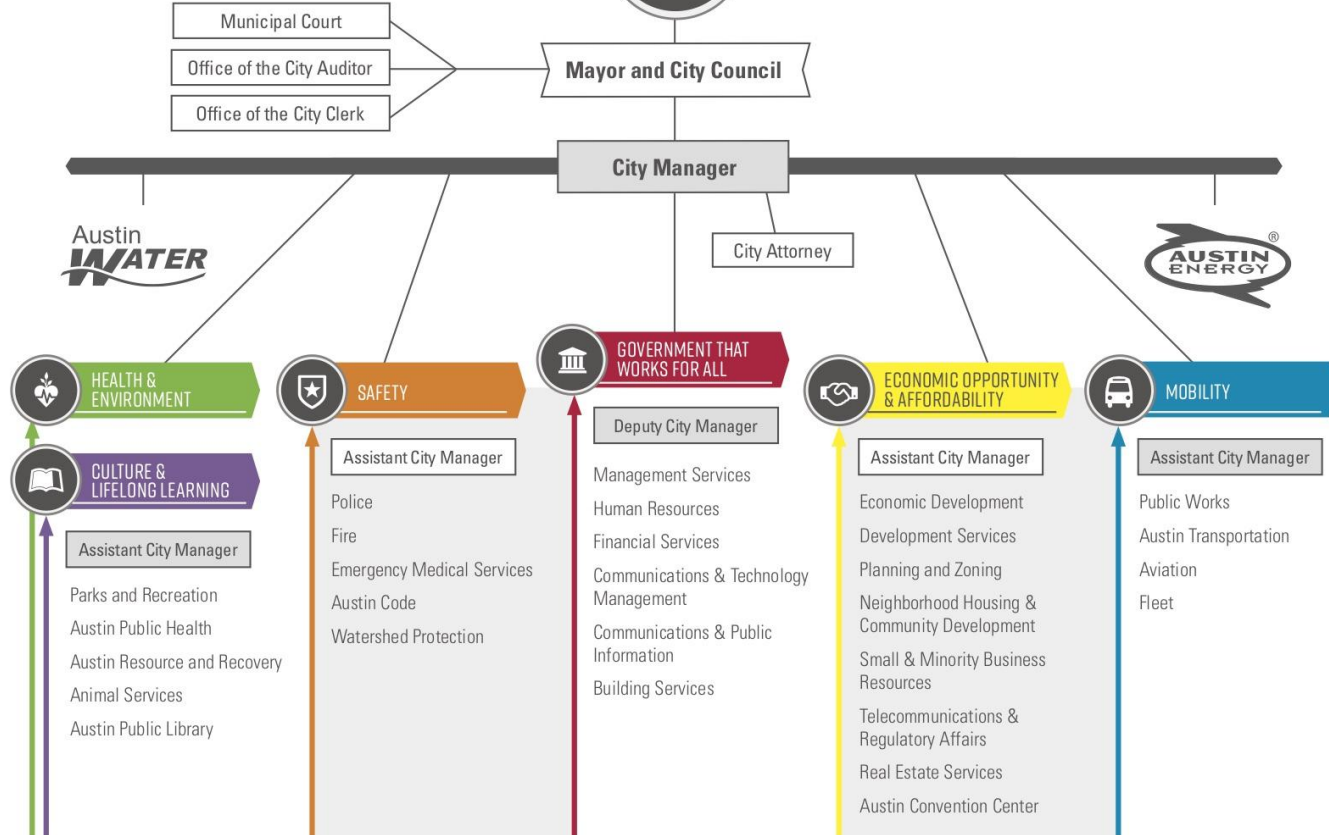 Municipal Court
Office of the City Auditor
Office of the City Clerk
Mayor and City Council
City Manager
Austin
WATER
City Attorney
®
AUSTIN
ENERGY
HEALTH &
ENVIRONMENT
CULTURE &
LIFELONG LEARNING
Assistant City Manager
Parks and Recreation
Austin Public Health
Austin Resource and Recovery
Animal Services
Austin Public Library
SAFETY
Assistant City Manager
Police
Fire
Emergency Medical Services
Austin Code
Watershed Protection
GOVERNMENT THAT
WORKS FOR ALL
Deputy City Manager
Management Services
Human Resources
Financial Services
Communications & Technology
Management
Communications & Public
Information
Building Services
ECONOMIC OPPORTUNITY
& AFFORDABILITY
Assistant City Manager
Economic Development
Development Services
Planning and Zoning
Neighborhood Housing &
Community Development
Small & Minority Business
Resources
Telecommunications &
Regulatory Affairs
Real Estate Services
Austin Convention Center
MOBILITY
Assistant City Manager
Public Works
Austin Transportation
Aviation
Fleet